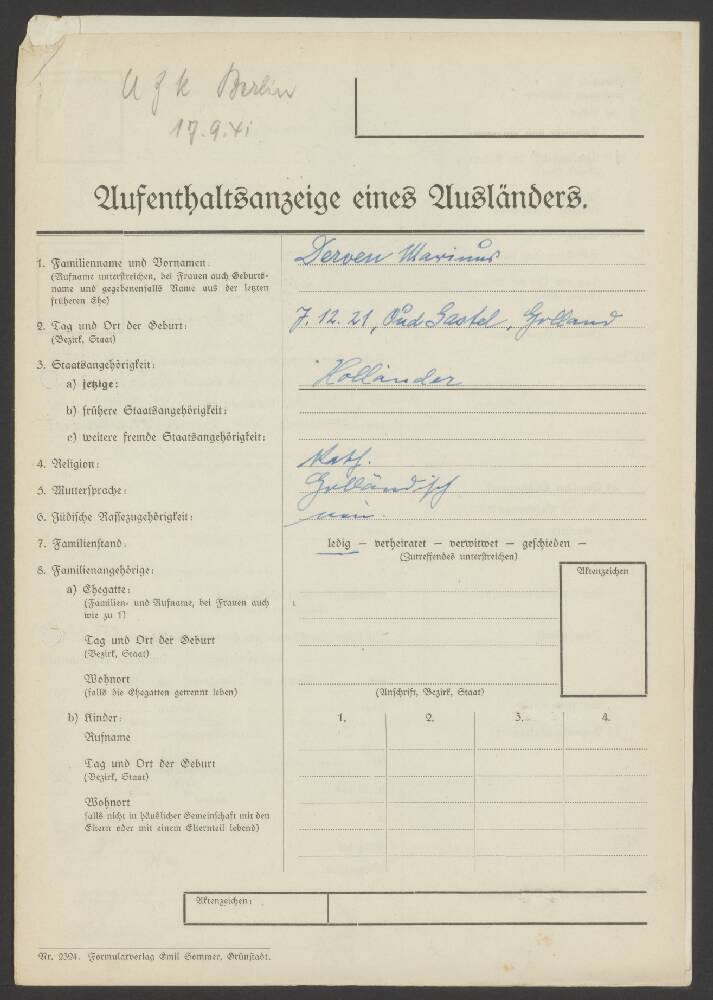 Berlin
17.9.41
Aufenthaltsanzeige eines Ausländers.
1. Familienname und Vornamen: Derven Marinus
(Rufname unterstreichen, bei Frauen auch Geburts-
name und gegebenenfalls Name aus der letzten
früheren Ehe)
2. Tag und Ort der Geburt: 7.12.21, Oud Gastel, Holland
(Bezirk, Staat)
3. Staatsangehörigkeit:
a) jetzige: Holländer
b) frühere Staatsangehörigkeit:
c) weitere fremde Staatsangehörigkeit:
4. Religion: Kath.
5. Muttersprache: Holländisch
6. Jüdische Rassezugehörigkeit: nein.
7. Familienstand: ledig – verheiratet – verwitwet – geschieden –
(Zutreffendes unterstreichen)
8. Familienangehörige:
Aktenzeichen
a) Ehegatte:
(Familien- und Rufname, bei Frauen auch
wie zu 1)
Tag und Ort der Geburt
(Bezirk, Staat)
Wohnort
(falls die Ehegatten getrennt leben) (Anschrift, Bezirk, Staat)
b) Kinder: 1. 2. 3. 4.
Rufname
Tag und Ort der Geburt
(Bezirk, Staat)
Wohnort
falls nicht in häuslicher Gemeinschaft mit den
Eltern oder mit einem Elternteil lebend)
Aktenzeichen:
Nr. 2394. Formularverlag Emil Sommer, Grünstadt.